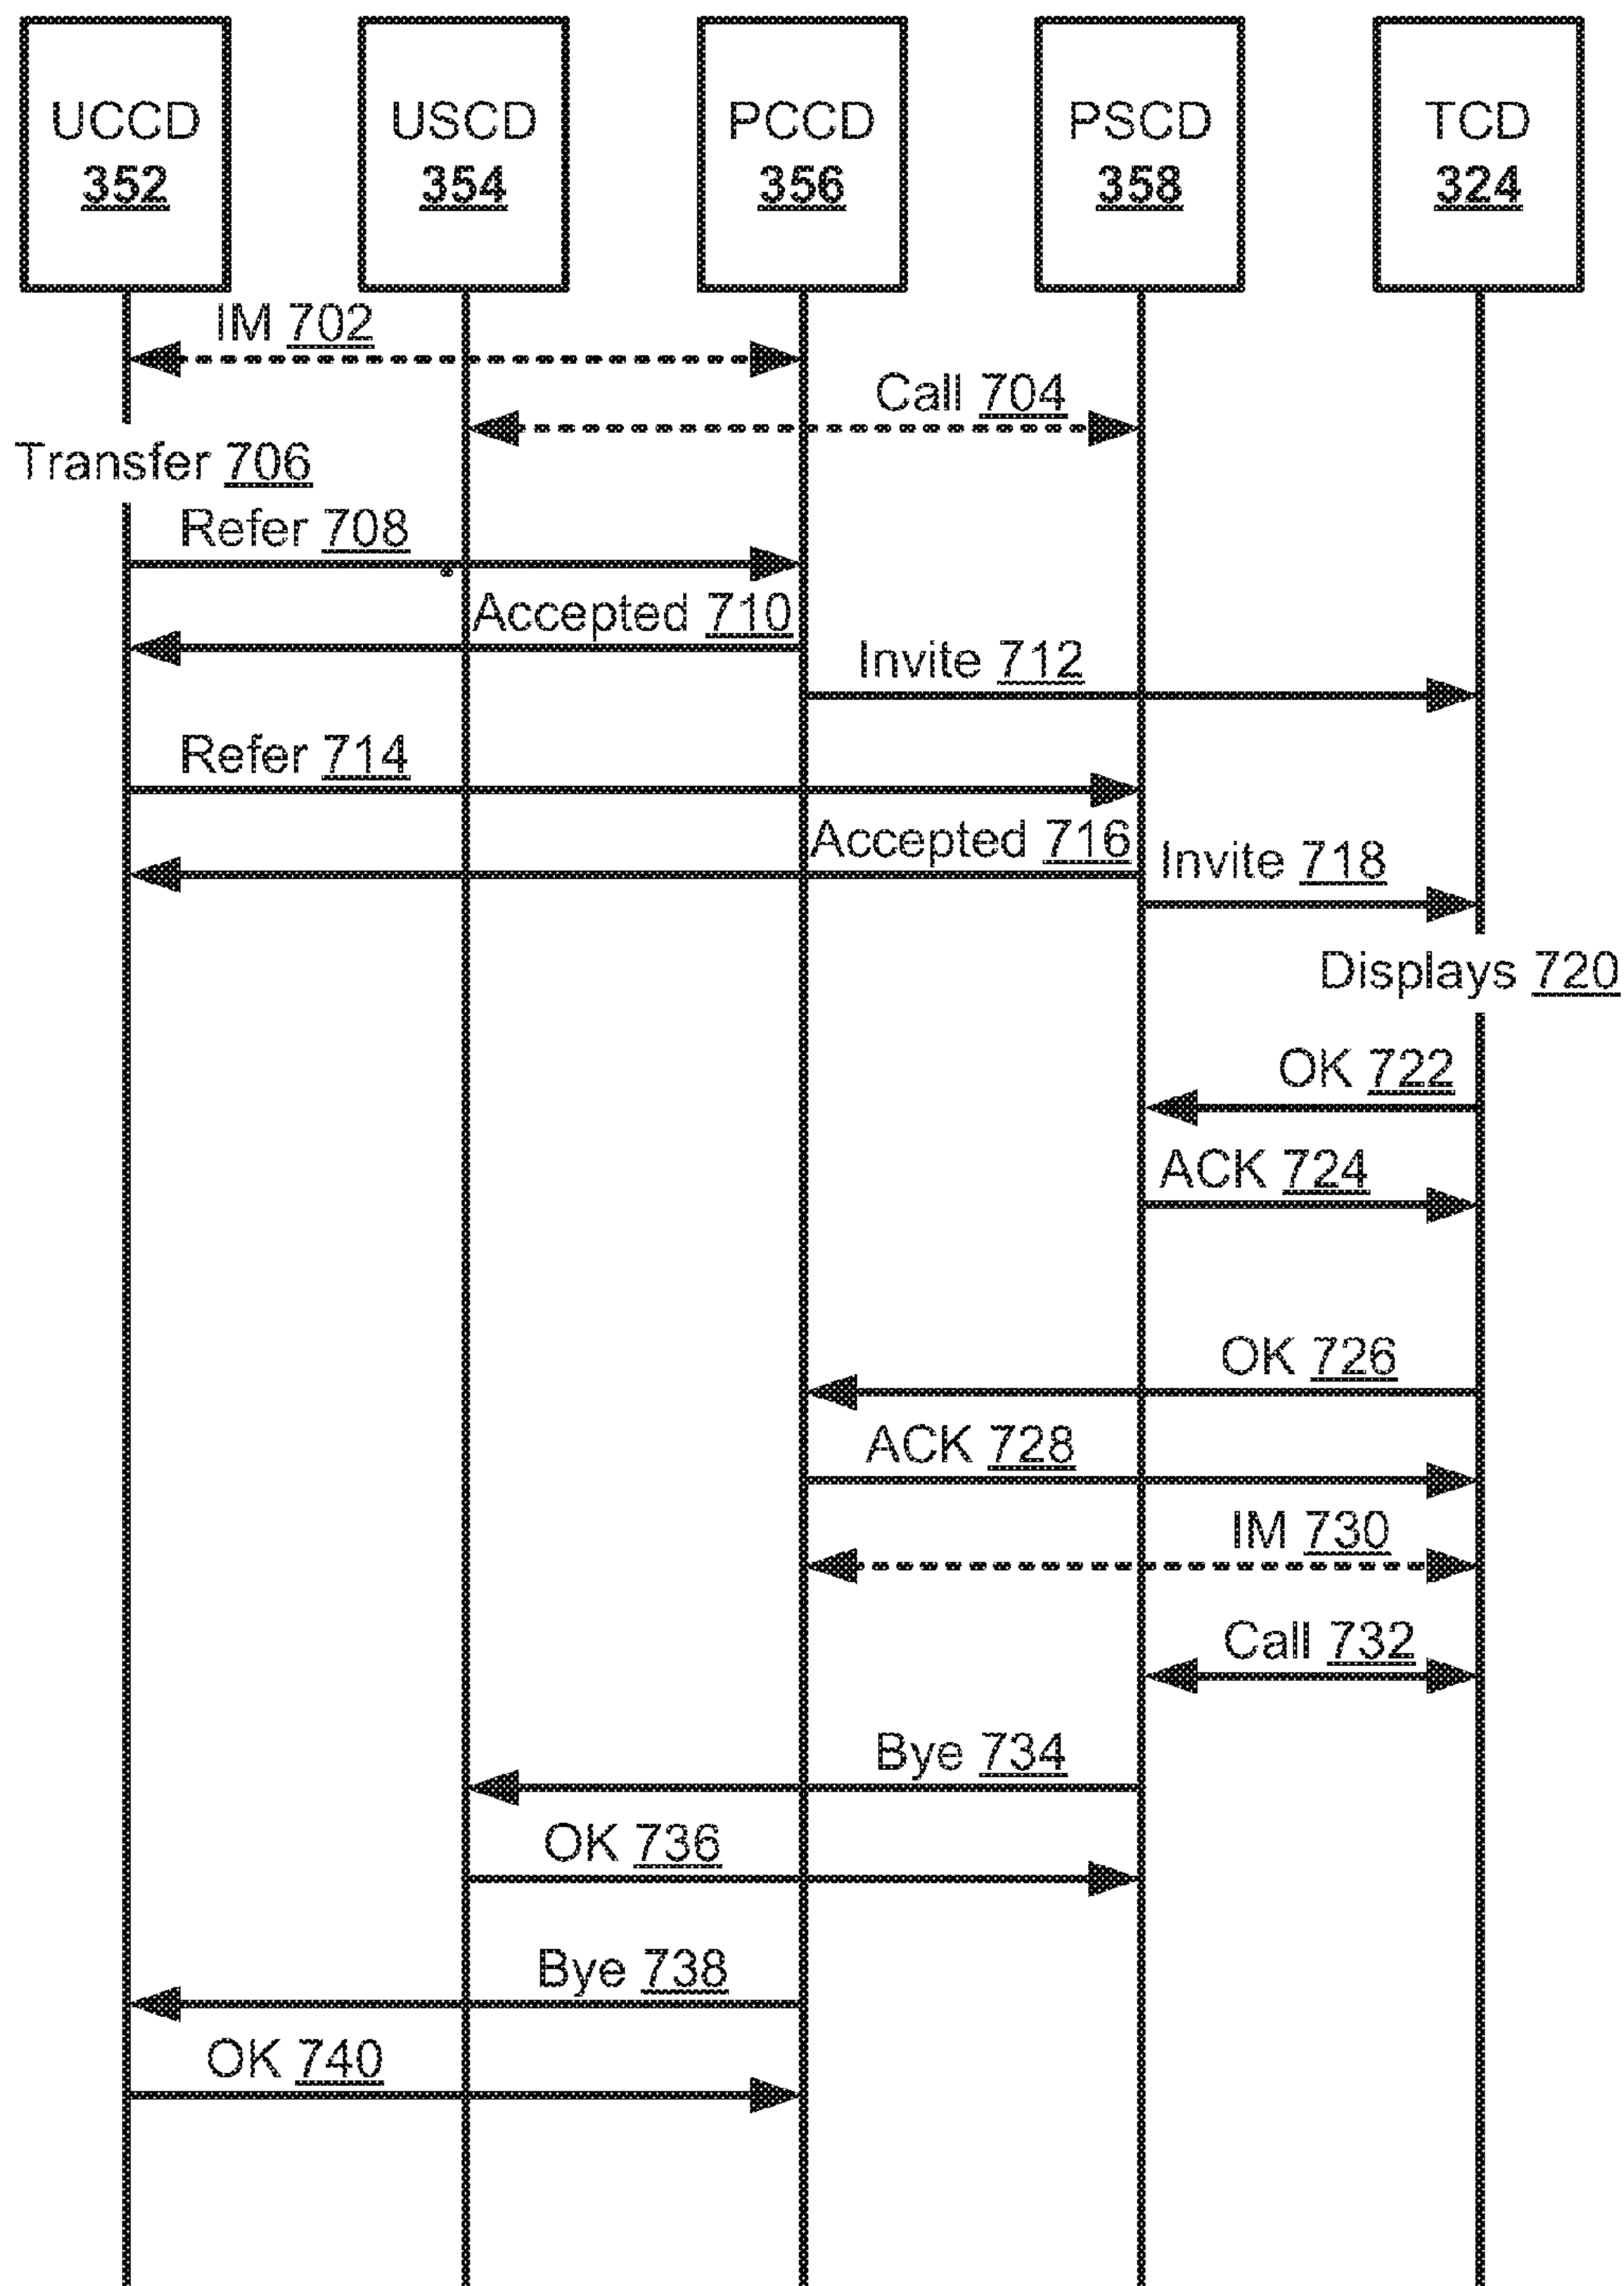 UCCD
352
USCD
354
PCCD
356
PSCD
358
TCD
324
IM 702
Call 704
Transfer 706
Refer 708
Accepted 710
Invite 712
Refer 714
Accepted 716
Invite 718
Displays 720
OK 722
ACK 724
OK 726
ACK 728
IM 730
Call 732
Bye 734
OK 736
Bye 738
OK 740